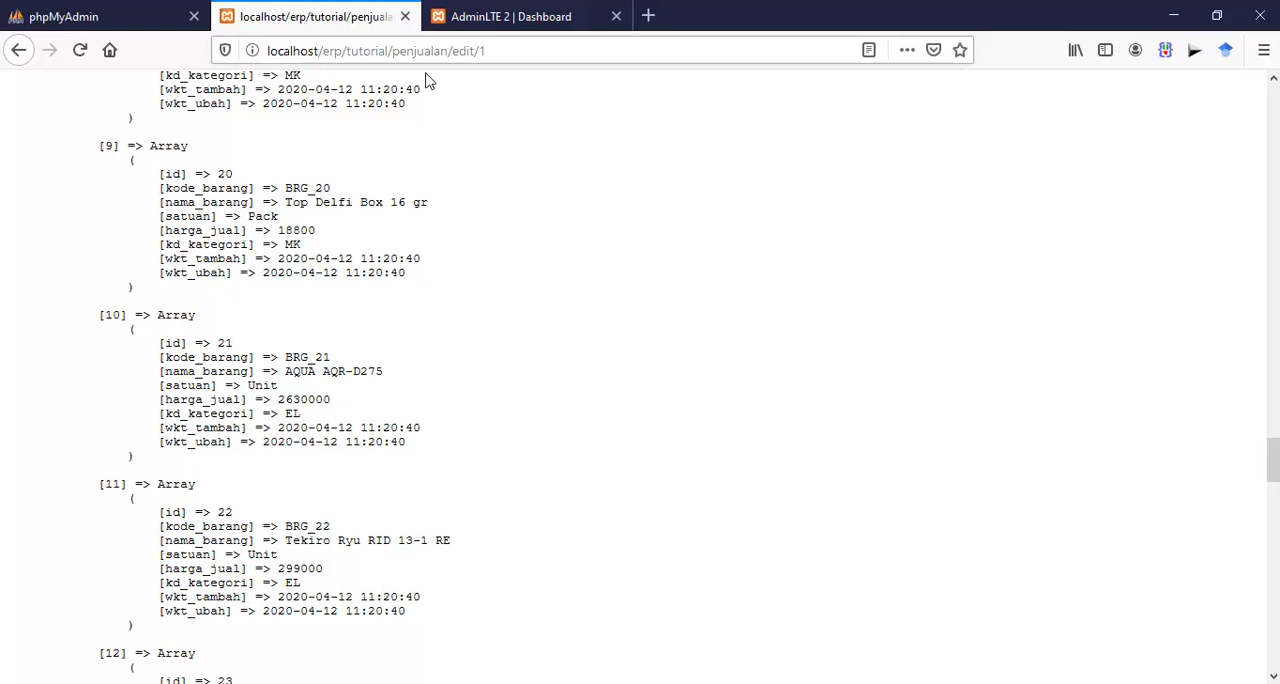 phpMyAdmin
localhost/erp/tutorial/penjuala
AdminLTE 2 | Dashboard
localhost/erp/tutorial/penjualan/edit/1
[kd_kategori] => MK
[wkt_tambah] => 2020-04-12 11:20:40
[wkt_ubah] => 2020-04-12 11:20:40
)
[9] => Array
(
[id] => 20
[kode_barang] => BRG_20
[nama_barang] => Top Delfi Box 16 gr
[satuan] => Pack
[harga_jual] => 18800
[kd_kategori] => MK
[wkt_tambah] => 2020-04-12 11:20:40
[wkt_ubah] => 2020-04-12 11:20:40
)
[10] => Array
(
[id] => 21
[kode_barang] => BRG_21
[nama_barang] => AQUA AQR-D275
[satuan] => Unit
[harga_jual] => 2630000
[kd_kategori] => EL
[wkt_tambah] => 2020-04-12 11:20:40
[wkt_ubah] => 2020-04-12 11:20:40
)
[11] => Array
(
[id] => 22
[kode_barang] => BRG_22
[nama_barang] => Tekiro Ryu RID 13-1 RE
[satuan] => Unit
[harga_jual] => 299000
[kd_kategori] => EL
[wkt_tambah] => 2020-04-12 11:20:40
[wkt_ubah] => 2020-04-12 11:20:40
)
[12] => Array
(
[id] => 23